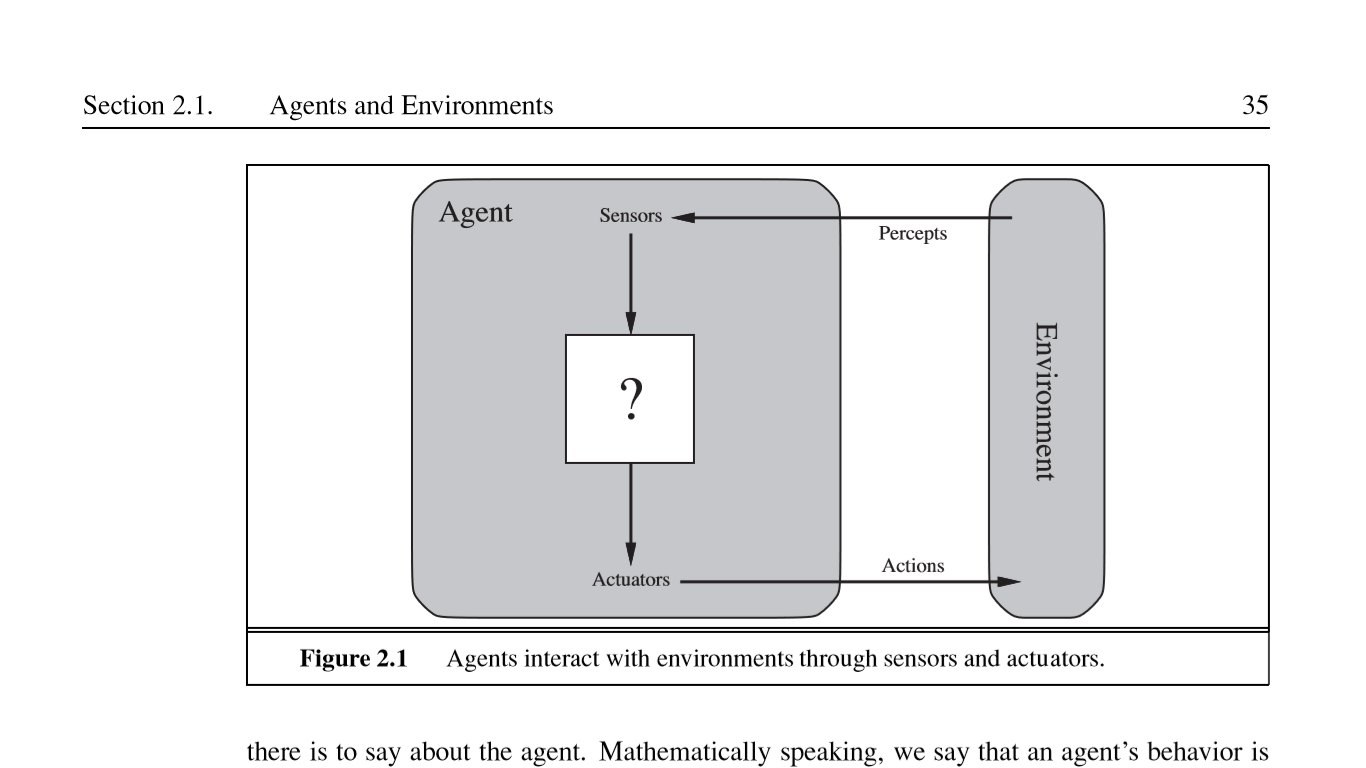 Section 2.1. Agents and Environments 35
Agent
Sensors
Percepts
?
Environment
Actions
Actuators
Figure 2.1 Agents interact with environments through sensors and actuators.
there is to say about the agent. Mathematically speaking, we say that an agent’s behavior is